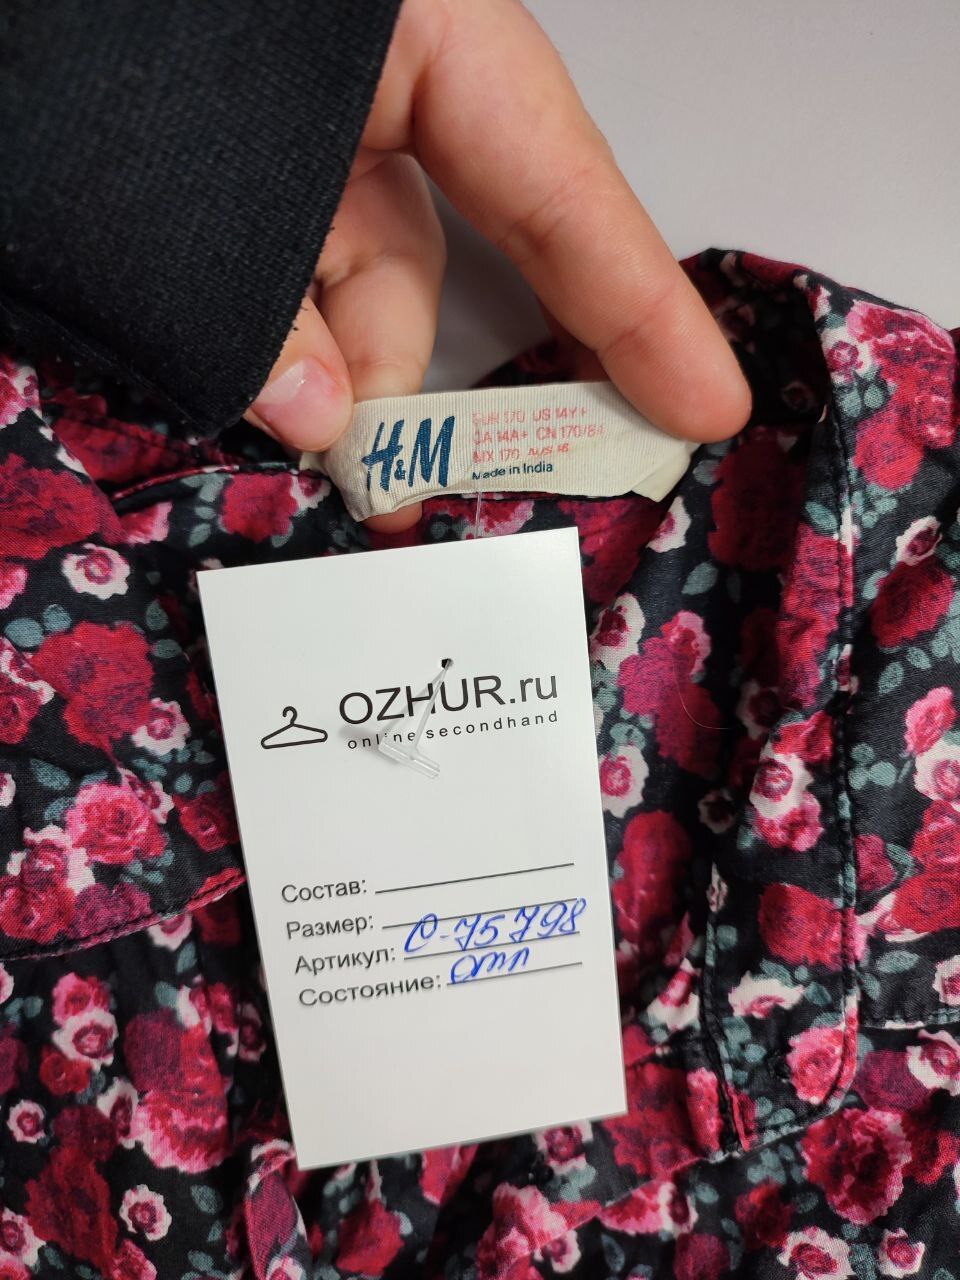 H&M
EUR 170 US 14Y+
CA 14A+ CN 170/84
MX 170 AUS 16
Made in India
OZHUR.ru
online secondhand
Состав:
Размер:
Артикул: С-75798
Состояние: отл